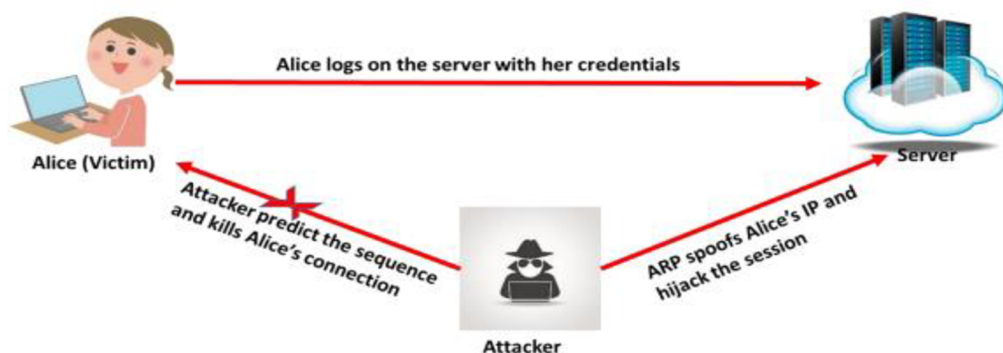 Alice logs on the server with her credentials
Alice (Victim)
Server
Attacker predict the sequence
and kills Alice's connection
ARP spoofs Alice's IP and
hijack the session
Attacker